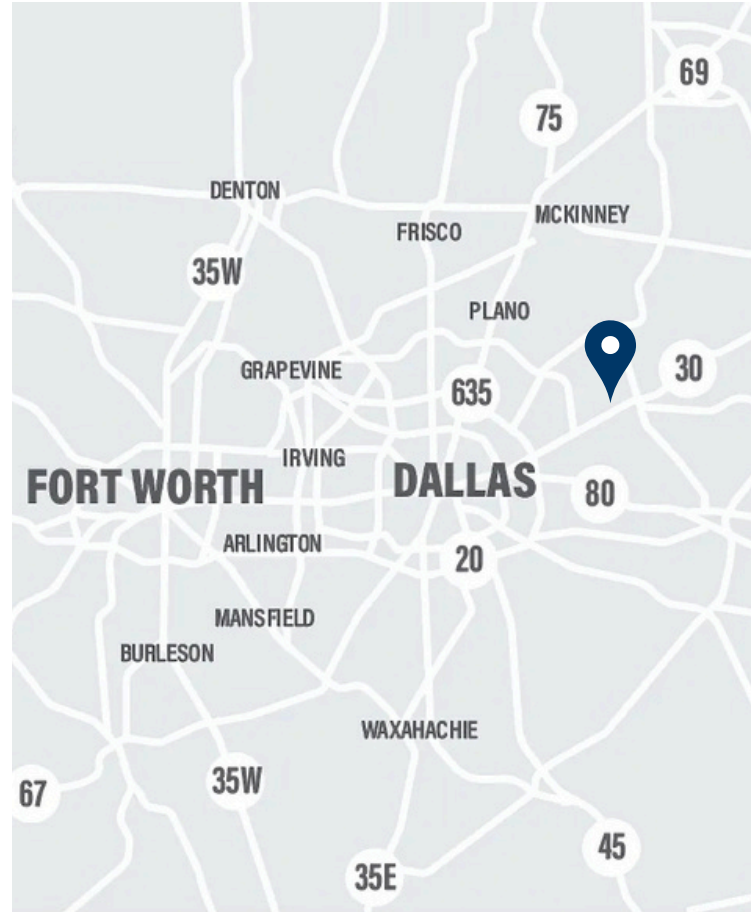 69
75
DENTON
MCKINNEY
FRISCO
35W
PLANO
GRAPEVINE
30
635
IRVING
FORT WORTH
DALLAS
80
ARLINGTON
20
MANSFIELD
BURLESON
WAXAHACHIE
35W
67
45
35E